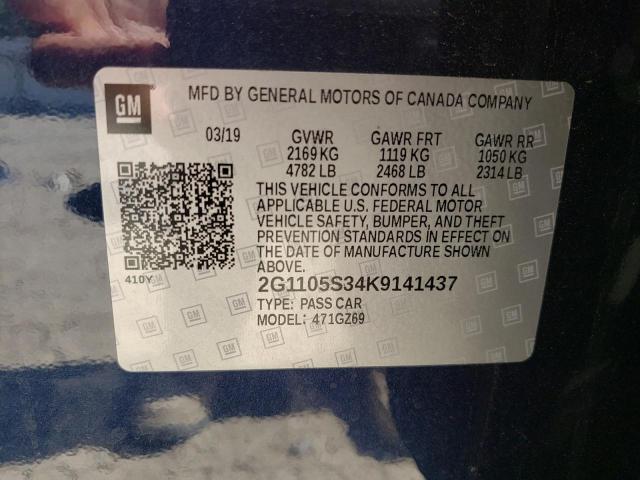 GM
MFD BY GENERAL MOTORS OF CANADA COMPANY
03/19 GVWR GAWR FRT GAWR RR
2169 KG 1119 KG 1050 KG
4782 LB 2468 LB 2314 LB
THIS VEHICLE CONFORMS TO ALL
APPLICABLE U.S. FEDERAL MOTOR
VEHICLE SAFETY, BUMPER, AND THEFT
PREVENTION STANDARDS IN EFFECT ON
THE DATE OF MANUFACTURE SHOWN
ABOVE.
410Y
2G1105S34K9141437
TYPE: PASS CAR
MODEL: 471GZ69